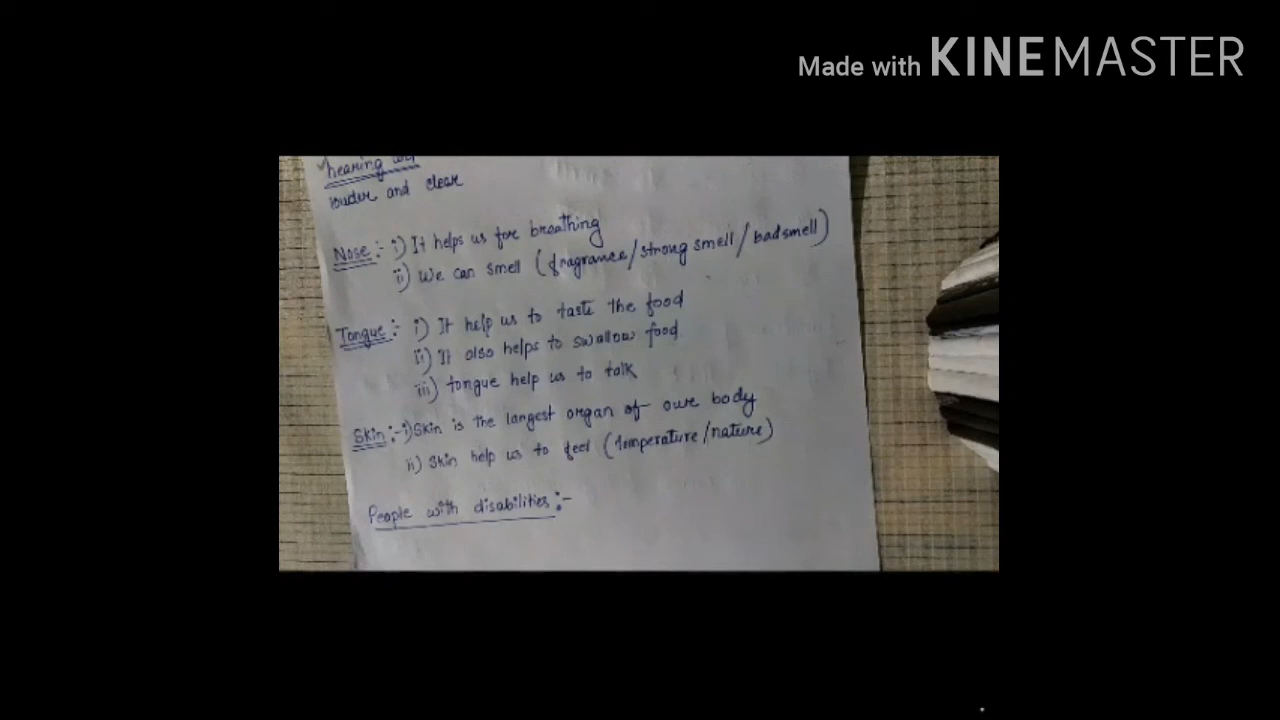 Made with KINEMASTER
hearing
louder and clear
Nose :- i) It helps us for breathing
ii) We can smell (fragrance/strong smell/badsmell)
Tongue :- i) It help us to taste the food
ii) It also helps to swallow food
iii) tongue help us to talk
Skin :- i) Skin is the largest organ of our body
ii) Skin help us to feel (temperature/nature)
People with disabilities :-